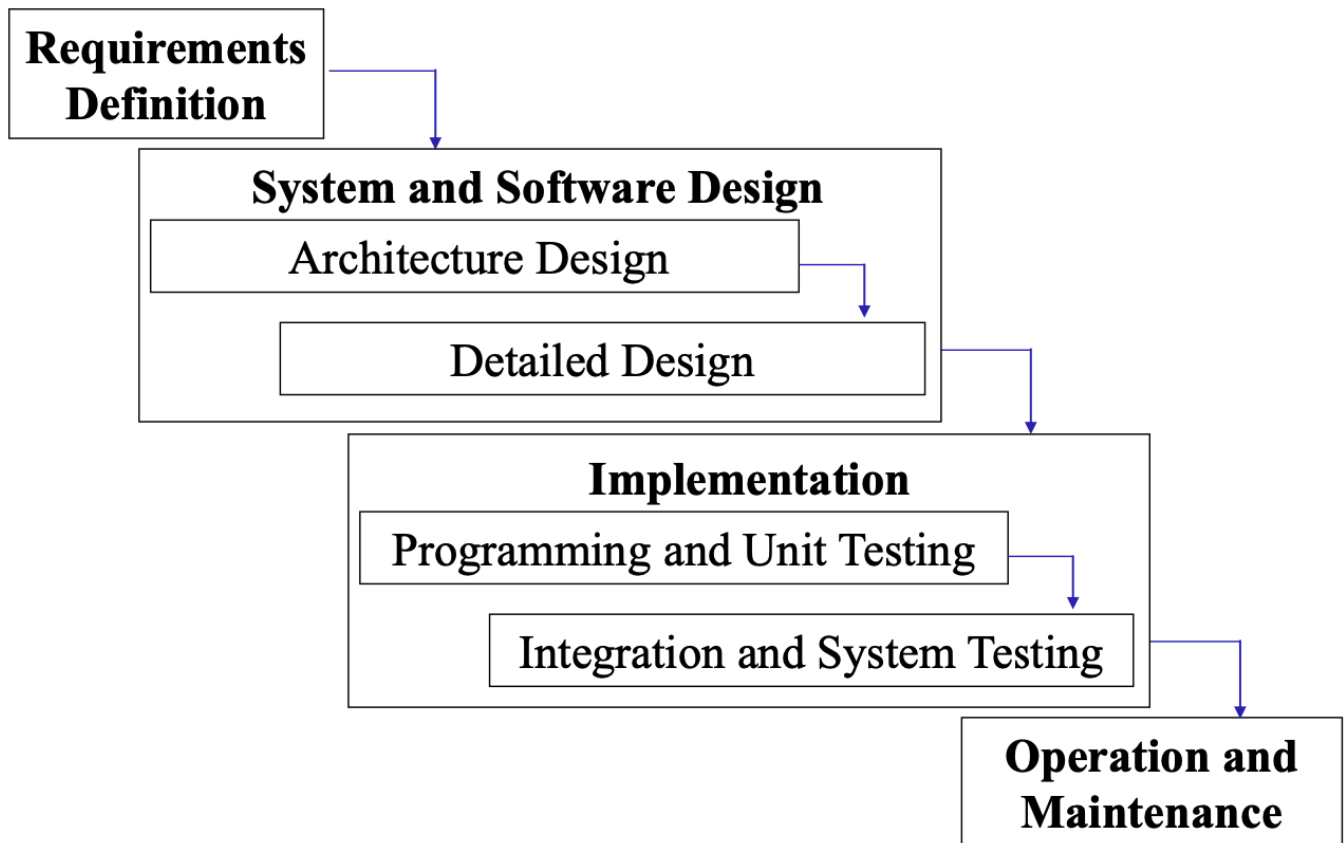 Requirements
Definition
System and Software Design
Architecture Design
Detailed Design
Implementation
Programming and Unit Testing
Integration and System Testing
Operation and
Maintenance